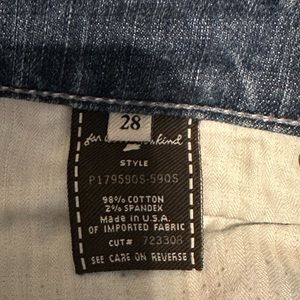 28
for all mankind
STYLE
P179590S-590S
98% COTTON
2% SPANDEX
Made in U.S.A.
OF IMPORTED FABRIC
CUT# 723308
SEE CARE ON REVERSE